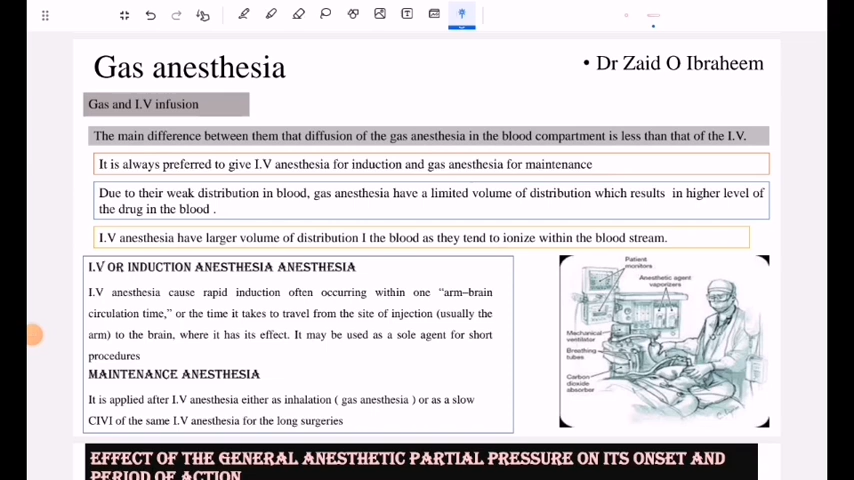 Gas anesthesia
• Dr Zaid O Ibraheem
Gas and I.V infusion
The main difference between them that diffusion of the gas anesthesia in the blood compartment is less than that of the I.V.
It is always preferred to give I.V anesthesia for induction and gas anesthesia for maintenance
Due to their weak distribution in blood, gas anesthesia have a limited volume of distribution which results in higher level of
the drug in the blood .
I.V anesthesia have larger volume of distribution I the blood as they tend to ionize within the blood stream.
I.V OR INDUCTION ANESTHESIA ANESTHESIA
I.V anesthesia cause rapid induction often occurring within one “arm–brain
circulation time,” or the time it takes to travel from the site of injection (usually the
arm) to the brain, where it has its effect. It may be used as a sole agent for short
procedures
MAINTENANCE ANESTHESIA
It is applied after I.V anesthesia either as inhalation ( gas anesthesia ) or as a slow
CIVI of the same I.V anesthesia for the long surgeries
Patient
monitors
Anesthetic agent
vaporizers
Mechanical
ventilator
Breathing
tubes
Carbon
dioxide
absorber
EFFECT OF THE GENERAL ANESTHETIC PARTIAL PRESSURE ON ITS ONSET AND
PERIOD OF ACTION